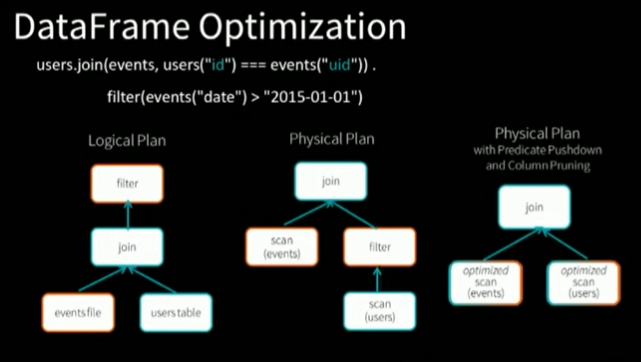 DataFrame Optimization
users.join(events, users("id") === events("uid")) .
filter(events("date") > "2015-01-01")
Logical Plan
filter
join
events file
users table
Physical Plan
join
scan
(events)
filter
scan
(users)
Physical Plan
with Predicate Pushdown
and Column Pruning
join
optimized
scan
(events)
optimized
scan
(users)